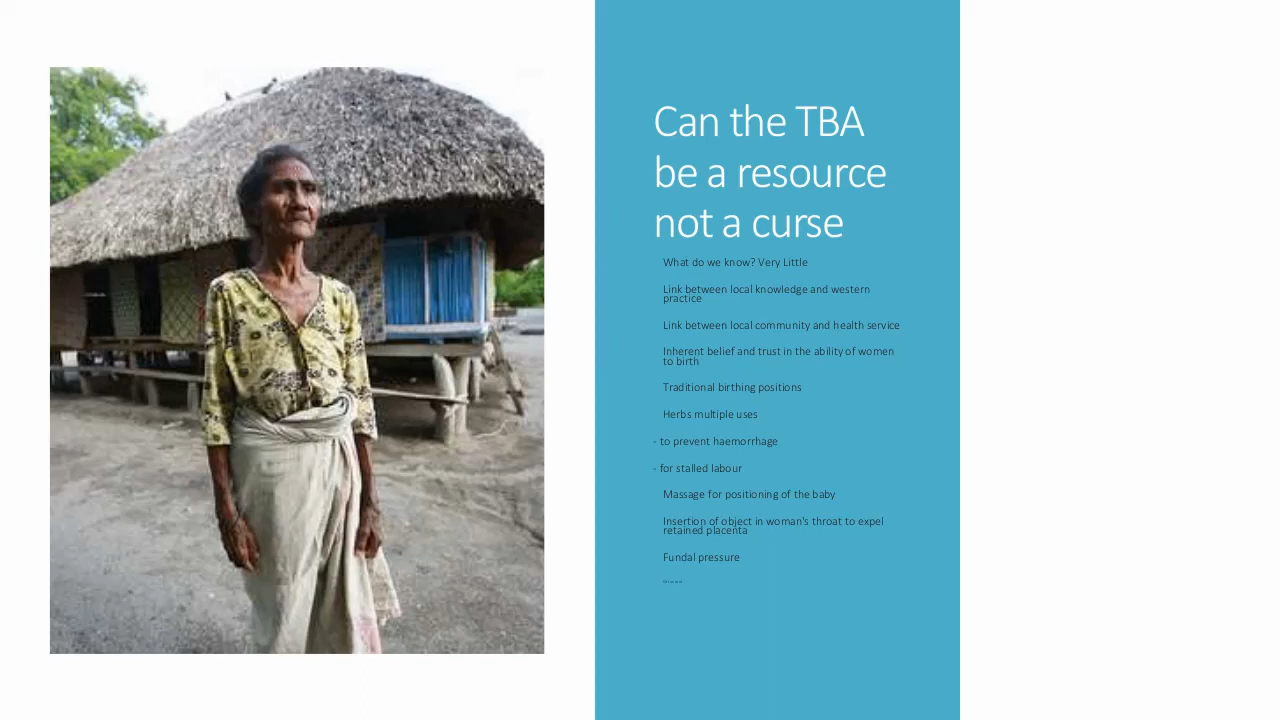 Can the TBA
be a resource
not a curse
What do we know? Very Little
Link between local knowledge and western
practice
Link between local community and health service
Inherent belief and trust in the ability of women
to birth
Traditional birthing positions
Herbs multiple uses
- to prevent haemorrhage
- for stalled labour
Massage for positioning of the baby
Insertion of object in woman's throat to expel
retained placenta
Fundal pressure